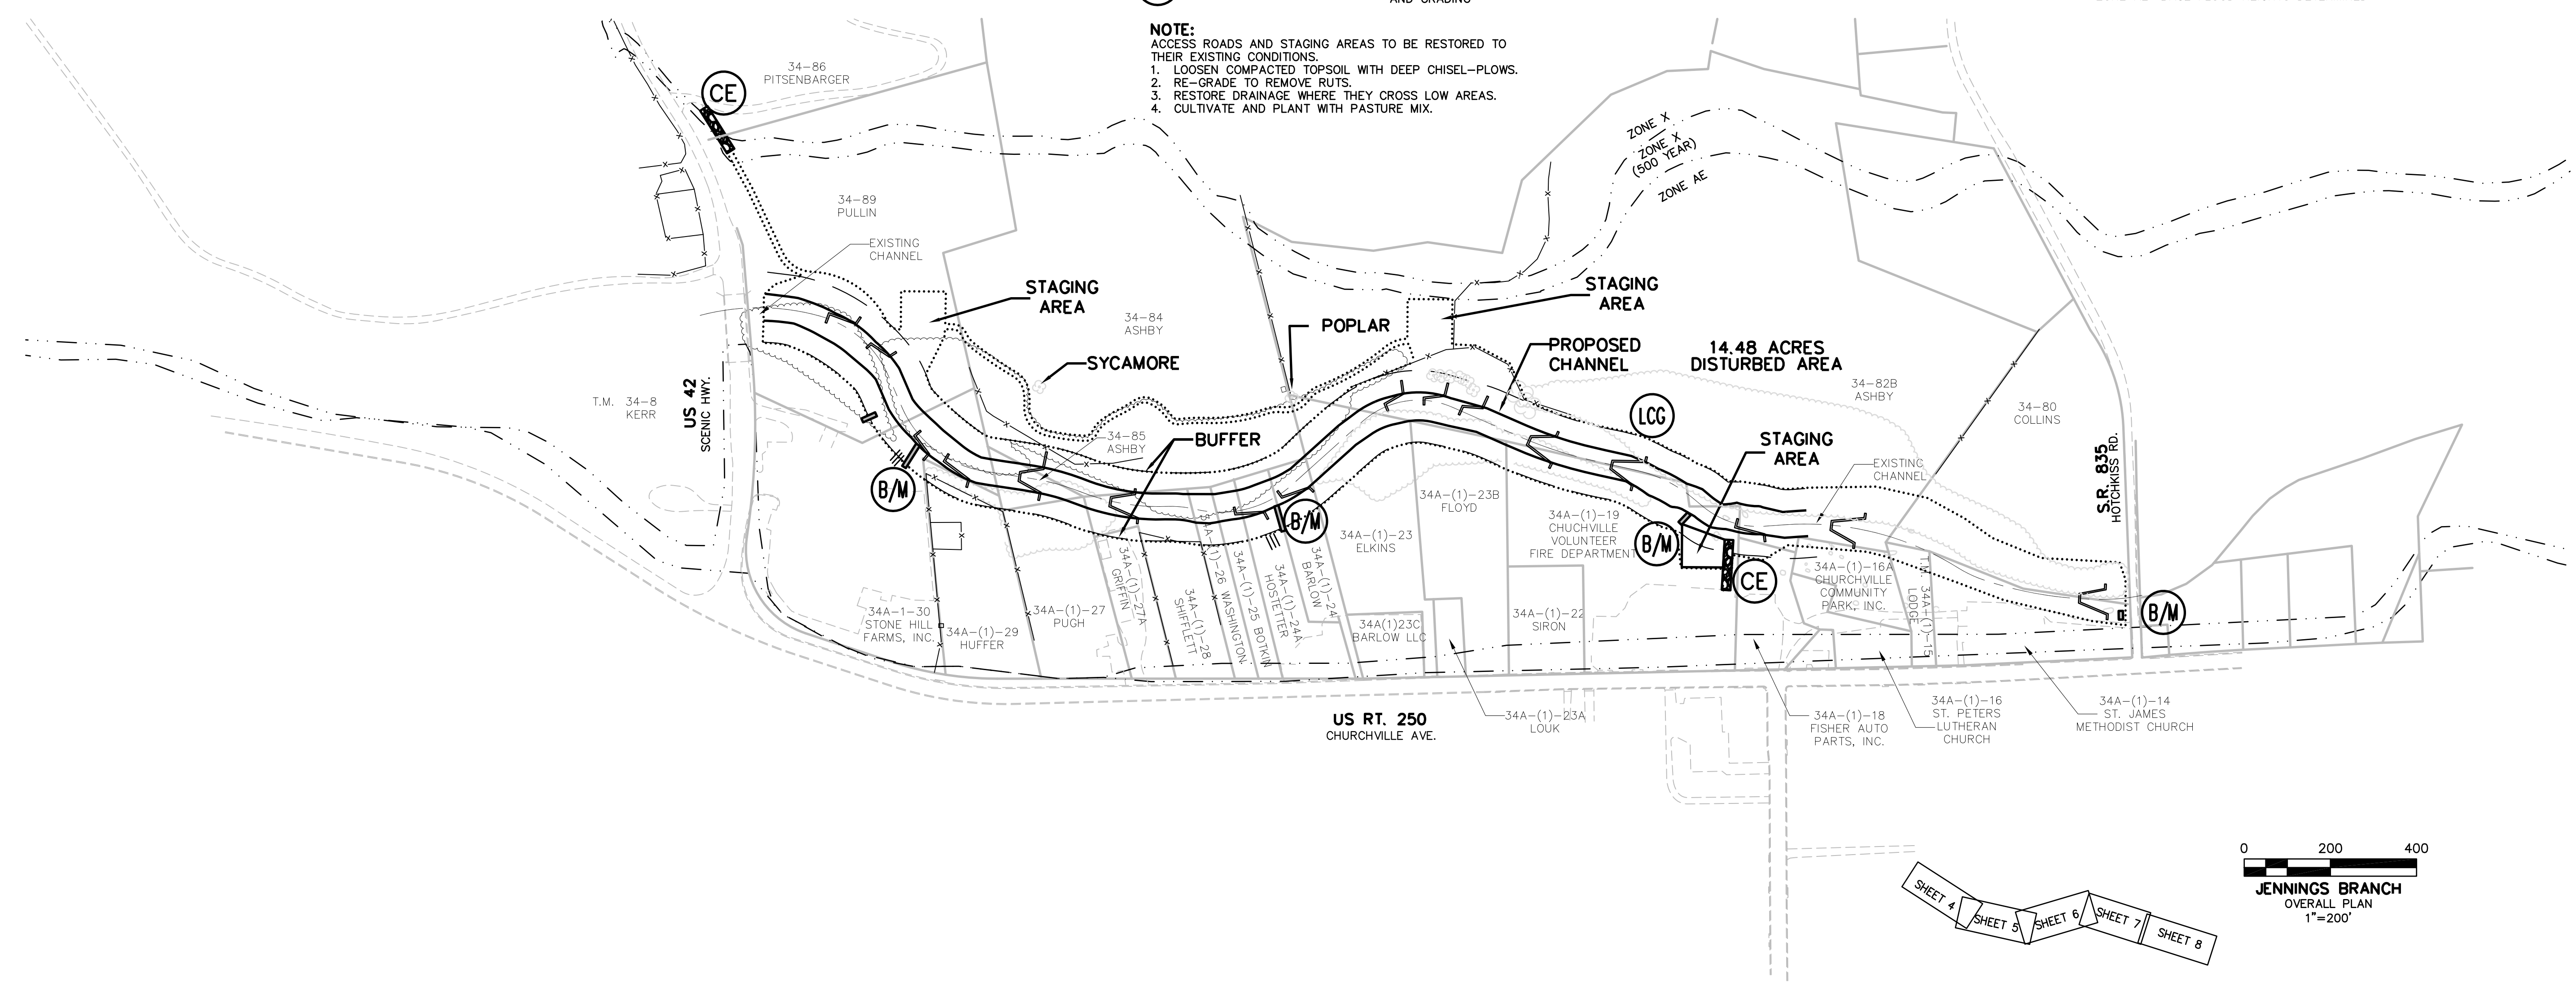 AND GRADING
NOTE:
ACCESS ROADS AND STAGING AREAS TO BE RESTORED TO
THEIR EXISTING CONDITIONS.
1. LOOSEN COMPACTED TOPSOIL WITH DEEP CHISEL-PLOWS.
2. RE-GRADE TO REMOVE RUTS.
3. RESTORE DRAINAGE WHERE THEY CROSS LOW AREAS.
4. CULTIVATE AND PLANT WITH PASTURE MIX.
34-86
PITSENBARGER
CE
ZONE X
ZONE X
(500 YEAR)
ZONE AE
34-89
PULLIN
EXISTING
CHANNEL
STAGING
AREA
34-84
ASHBY
SYCAMORE
POPLAR
STAGING
AREA
PROPOSED
CHANNEL
14.48 ACRES
DISTURBED AREA
34-82B
ASHBY
34-80
COLLINS
T.M. 34-8
KERR
US 42
SCENIC HWY.
LCG
34-85
ASHBY
BUFFER
STAGING
AREA
EXISTING
CHANNEL
S.R. 835
HOTCHKISS RD.
B/M
B/M
B/M
CE
B/M
34A-(1)-23B
FLOYD
34A-(1)-23
ELKINS
34A-(1)-19
CHUCHVILLE
VOLUNTEER
FIRE DEPARTMENT
34A-(1)-16A
CHURCHVILLE
COMMUNITY
PARK, INC.
T.M. 34A-(1)-15
LODGE
34A-1-30
STONE HILL
FARMS, INC.
34A-(1)-29
HUFFER
34A-(1)-27
PUGH
34A-(1)-27A
GRIFFIN
34A-(1)-28
SHIFFLETT
34A-(1)-26 WASHINGTON
34A-(1)-25 BOTKIN
34A-(1)-24A
HOSTETTER
34A-(1)-24
BARLOW
34A(1)23C
BARLOW LLC
34A-(1)-22
SIRON
US RT. 250
CHURCHVILLE AVE.
34A-(1)-23A
LOUK
34A-(1)-18
FISHER AUTO
PARTS, INC.
34A-(1)-16
ST. PETERS
LUTHERAN
CHURCH
34A-(1)-14
ST. JAMES
METHODIST CHURCH
0 200 400
JENNINGS BRANCH
OVERALL PLAN
1"=200'
SHEET 4
SHEET 5
SHEET 6
SHEET 7
SHEET 8